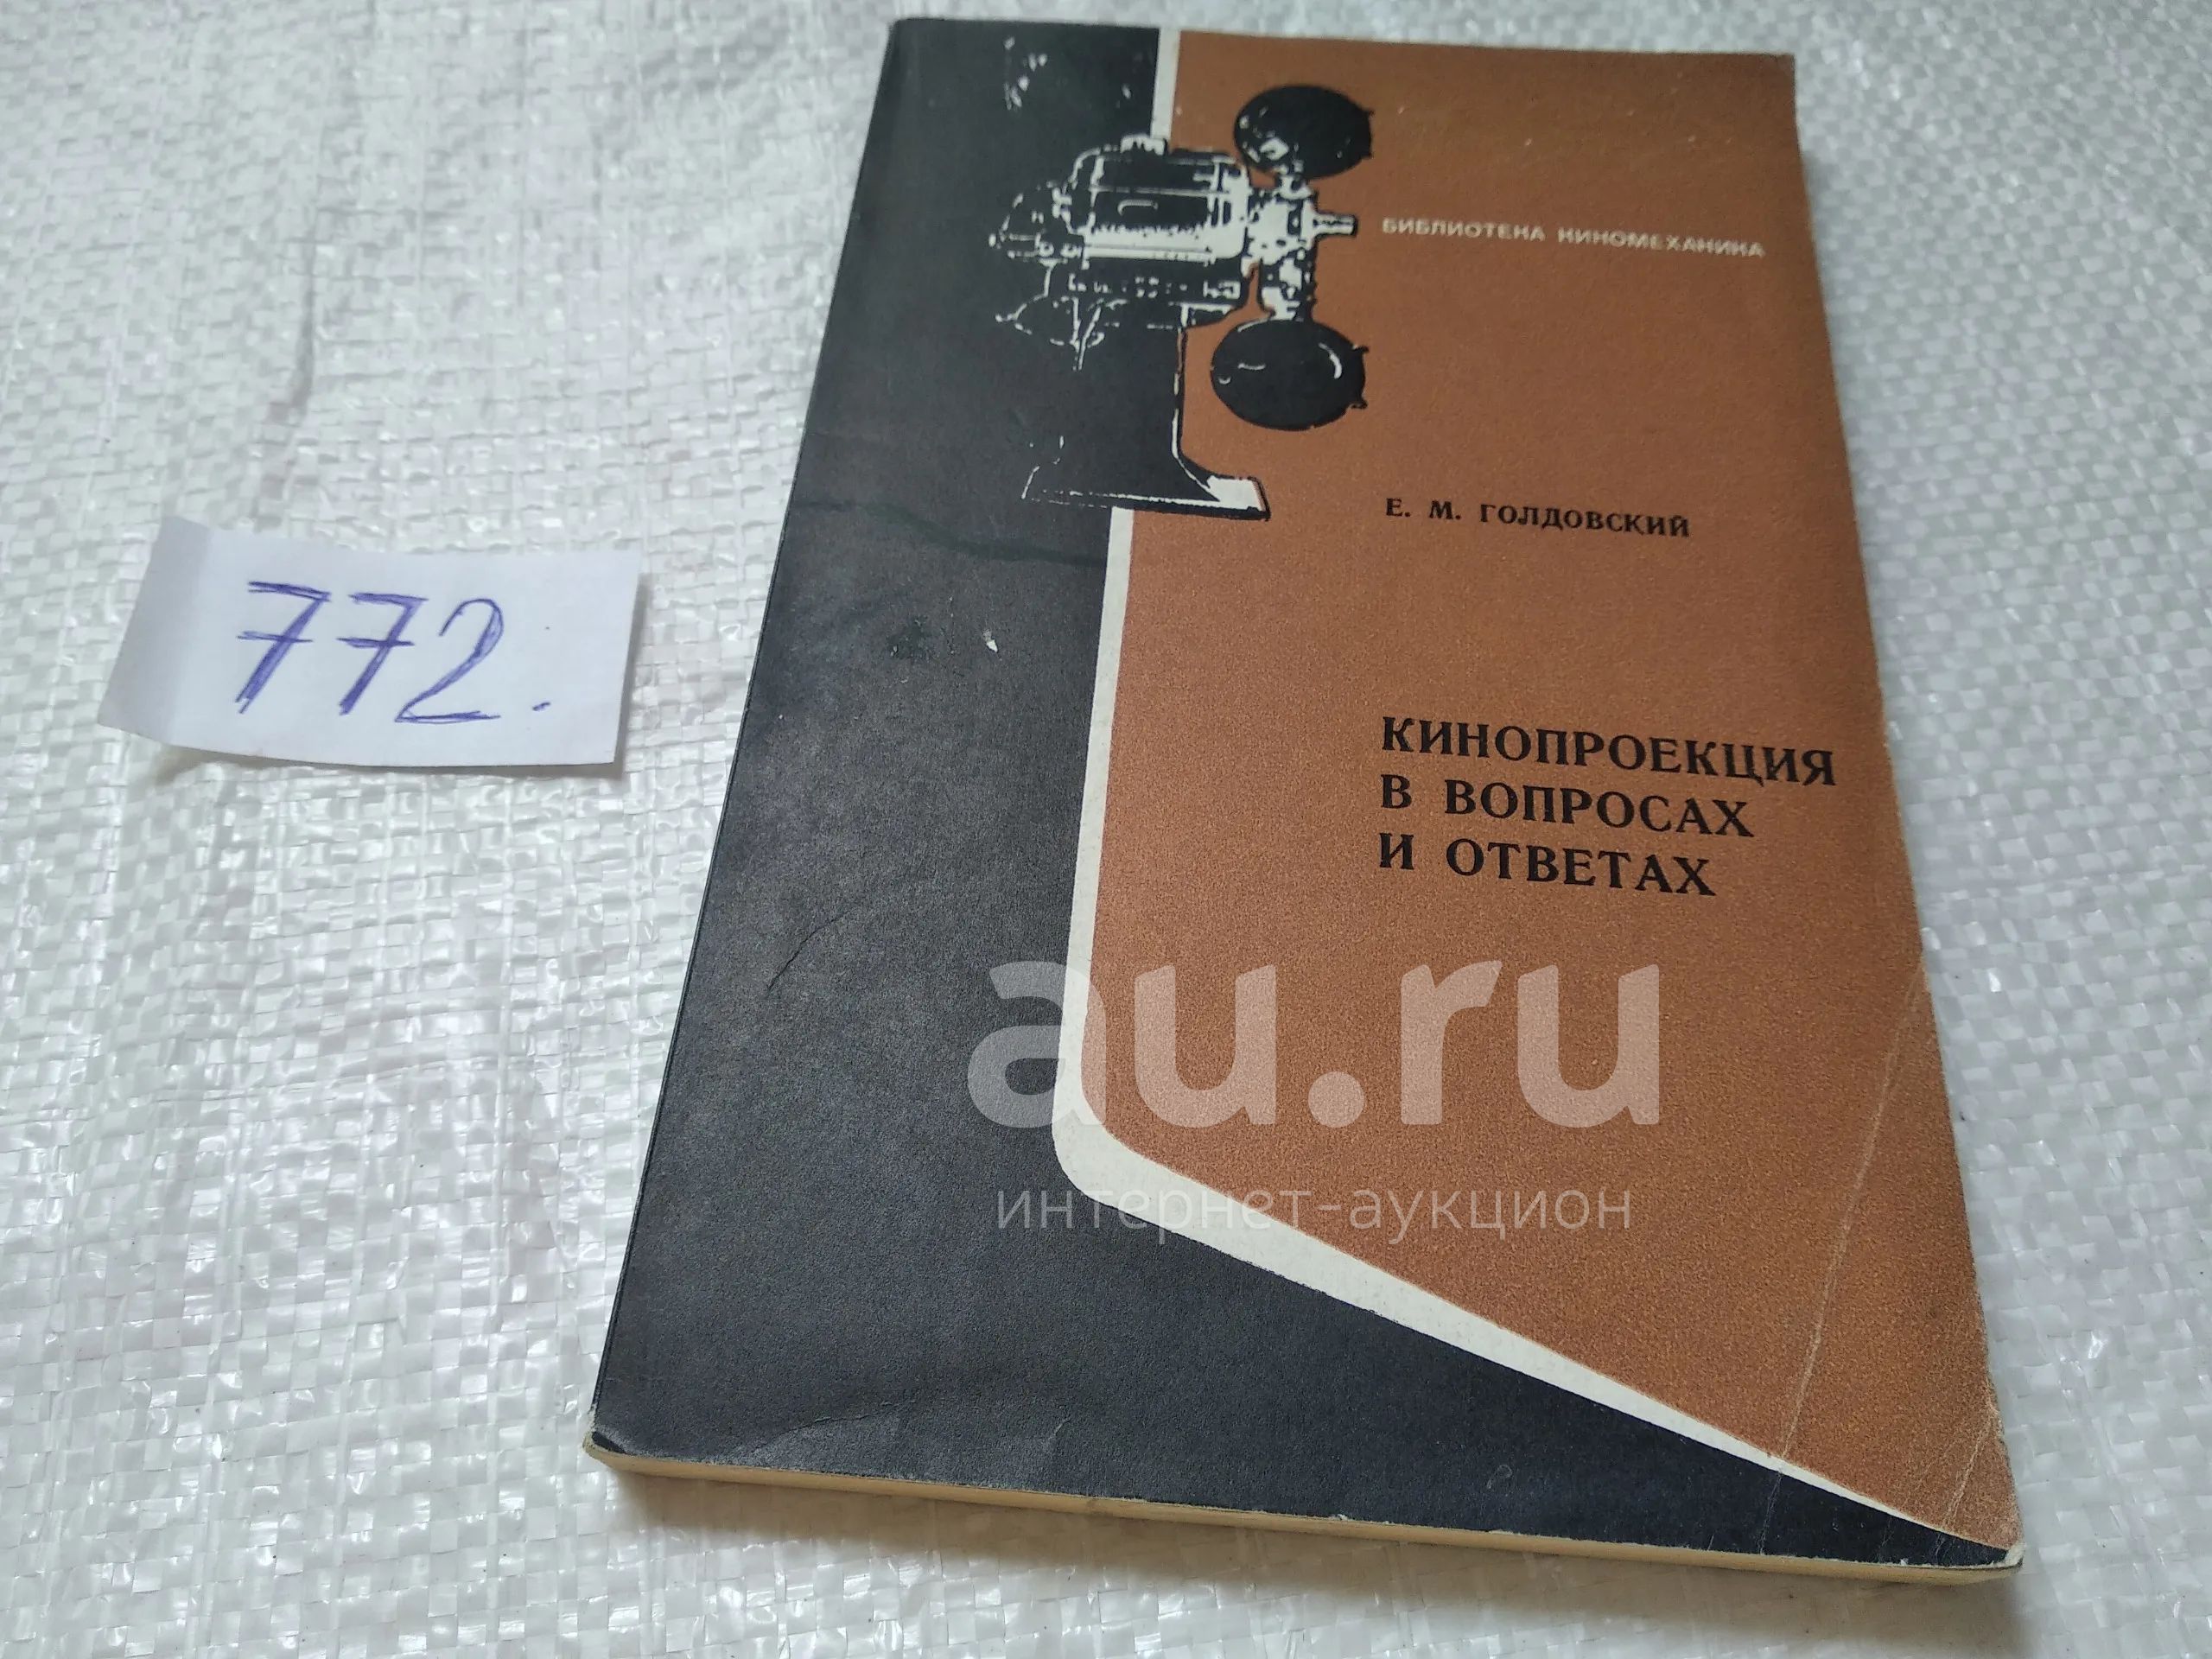 БИБЛИОТЕКА КИНОМЕХАНИКА
Е. М. ГОЛДОВСКИЙ
772.
КИНОПРОЕКЦИЯ
В ВОПРОСАХ
И ОТВЕТАХ
au.ru
интернет-аукцион